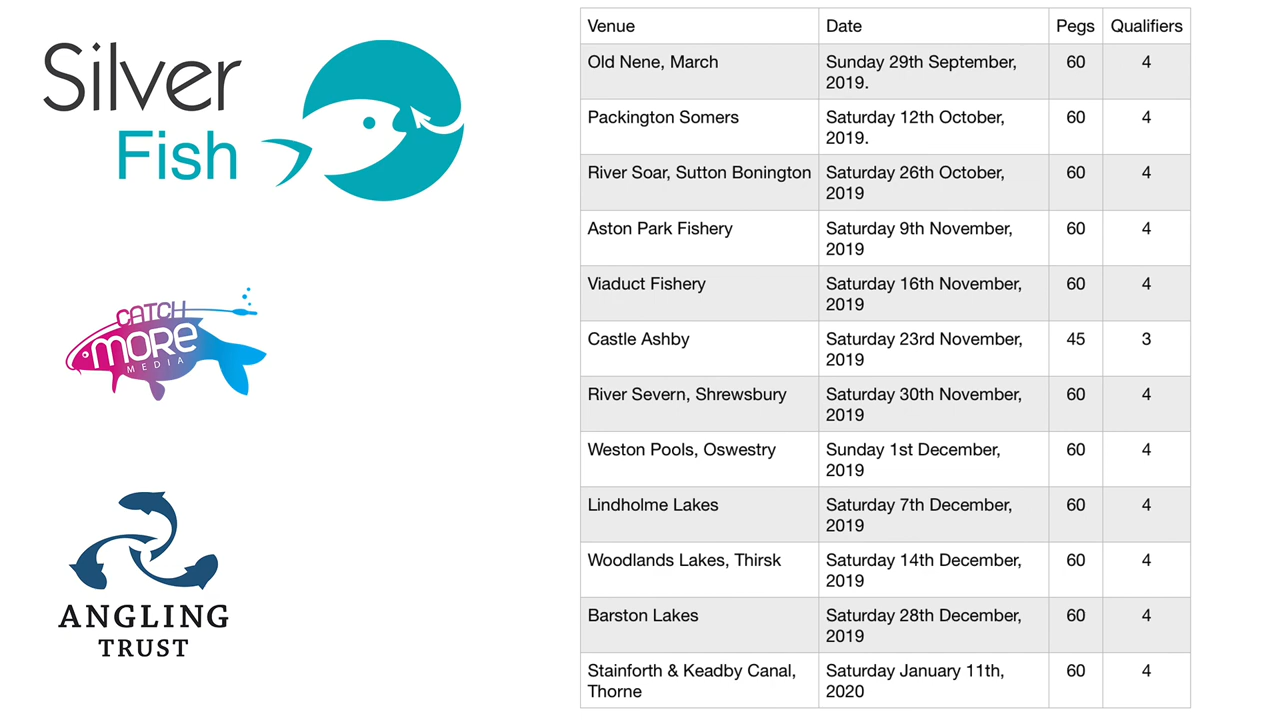 Silver
Fish
CATCH
MORE
MEDIA
ANGLING
TRUST
Venue Date Pegs Qualifiers
Old Nene, March Sunday 29th September, 60 4
2019.
Packington Somers Saturday 12th October, 60 4
2019.
River Soar, Sutton Bonington Saturday 26th October, 60 4
2019
Aston Park Fishery Saturday 9th November, 60 4
2019
Viaduct Fishery Saturday 16th November, 60 4
2019
Castle Ashby Saturday 23rd November, 45 3
2019
River Severn, Shrewsbury Saturday 30th November, 60 4
2019
Weston Pools, Oswestry Sunday 1st December, 60 4
2019
Lindholme Lakes Saturday 7th December, 60 4
2019
Woodlands Lakes, Thirsk Saturday 14th December, 60 4
2019
Barston Lakes Saturday 28th December, 60 4
2019
Stainforth & Keadby Canal, Saturday January 11th, 60 4
Thorne 2020